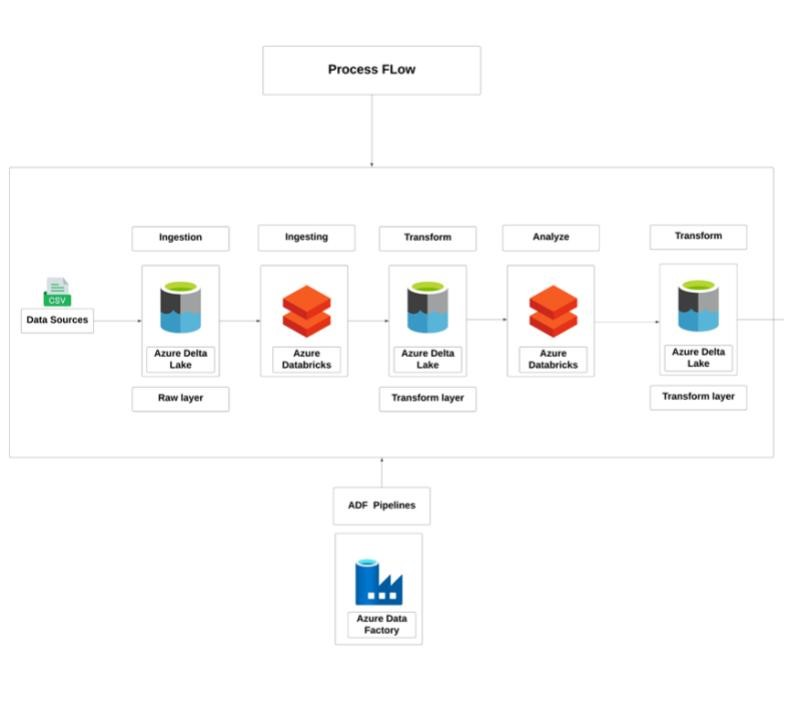 Process FLow
Ingestion
Ingesting
Transform
Analyze
Transform
CSV
Data Sources
Azure Delta
Lake
Azure
Databricks
Azure Delta
Lake
Azure
Databricks
Azure Delta
Lake
Raw layer
Transform layer
Transform layer
ADF Pipelines
Azure Data
Factory